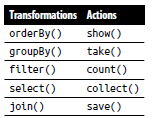 Transformations Actions
orderBy() show()
groupBy() take()
filter() count()
select() collect()
join() save()